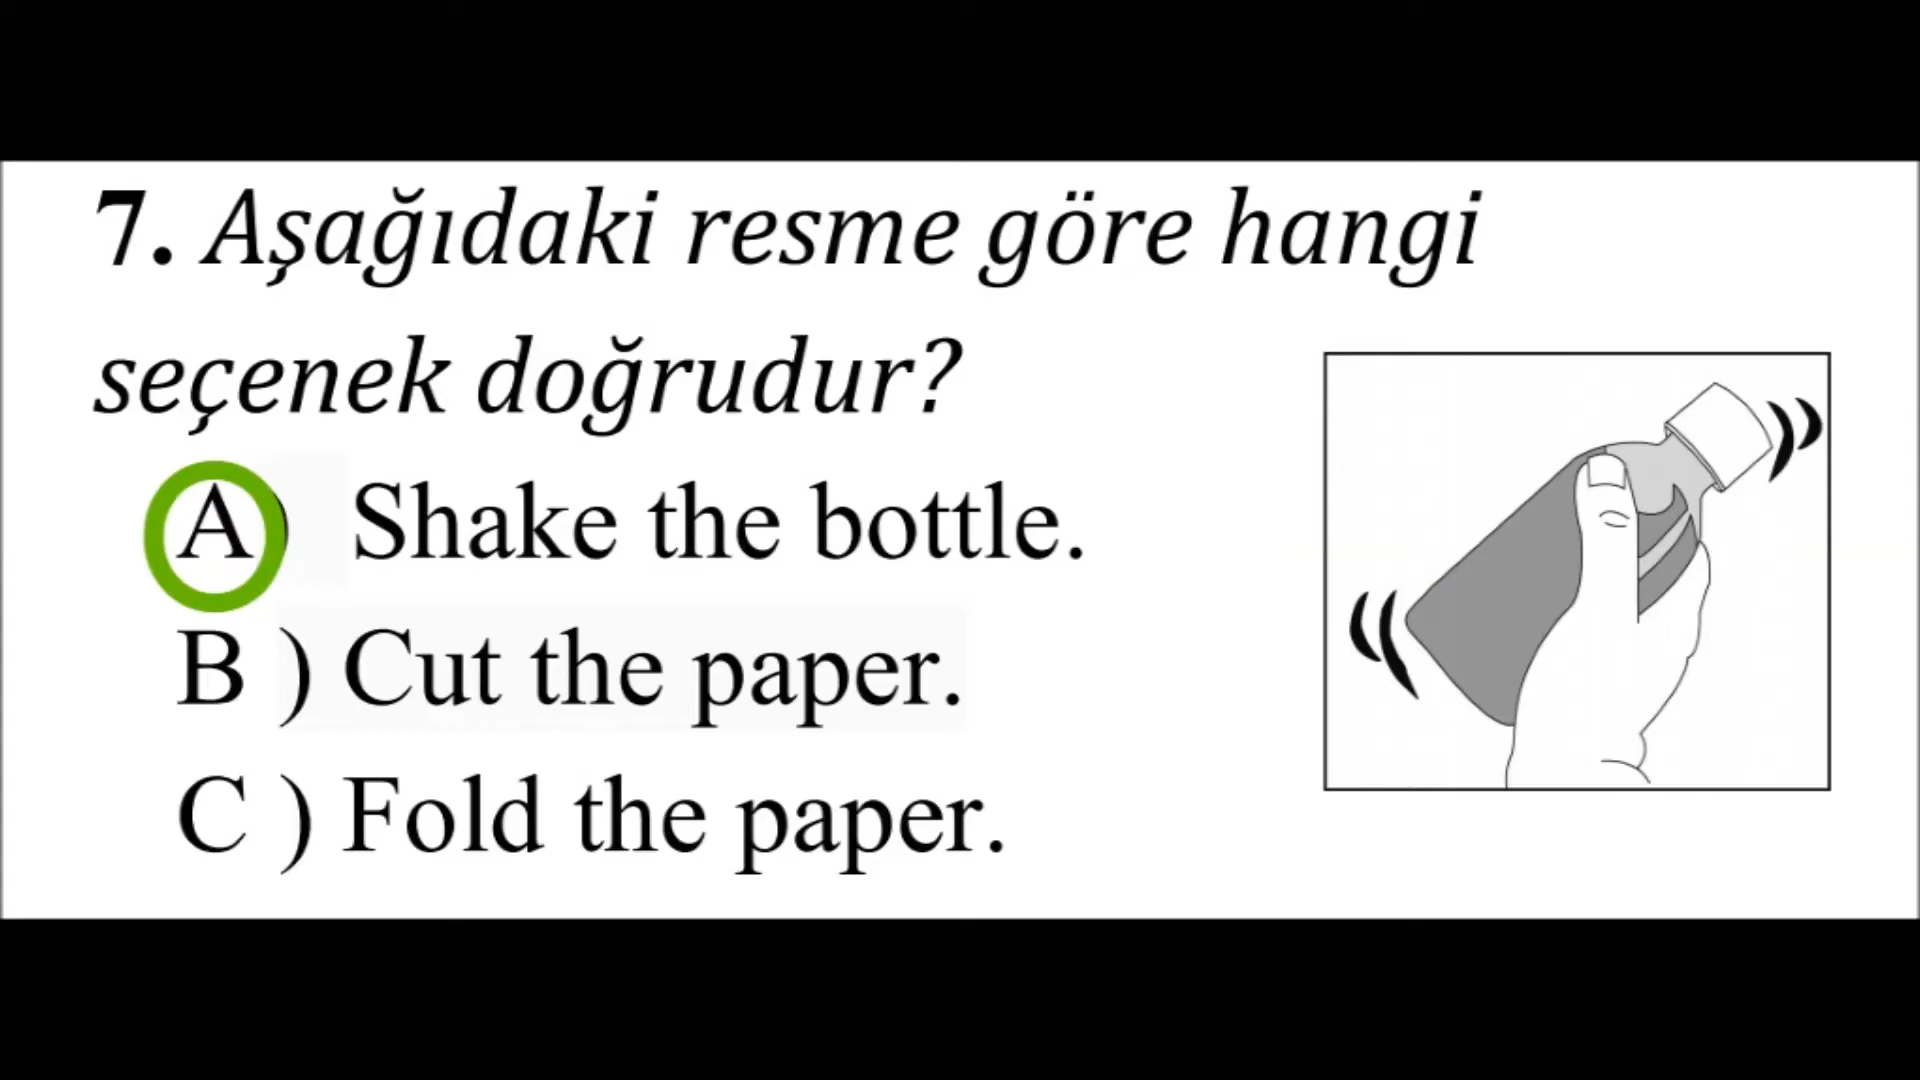 7. Aşağıdaki resme göre hangi
seçenek doğrudur?
A) Shake the bottle.
B ) Cut the paper.
C ) Fold the paper.